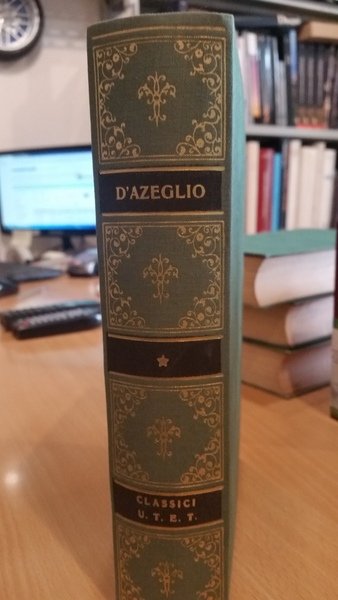 D'AZEGLIO
CLASSICI
U. T. E. T.